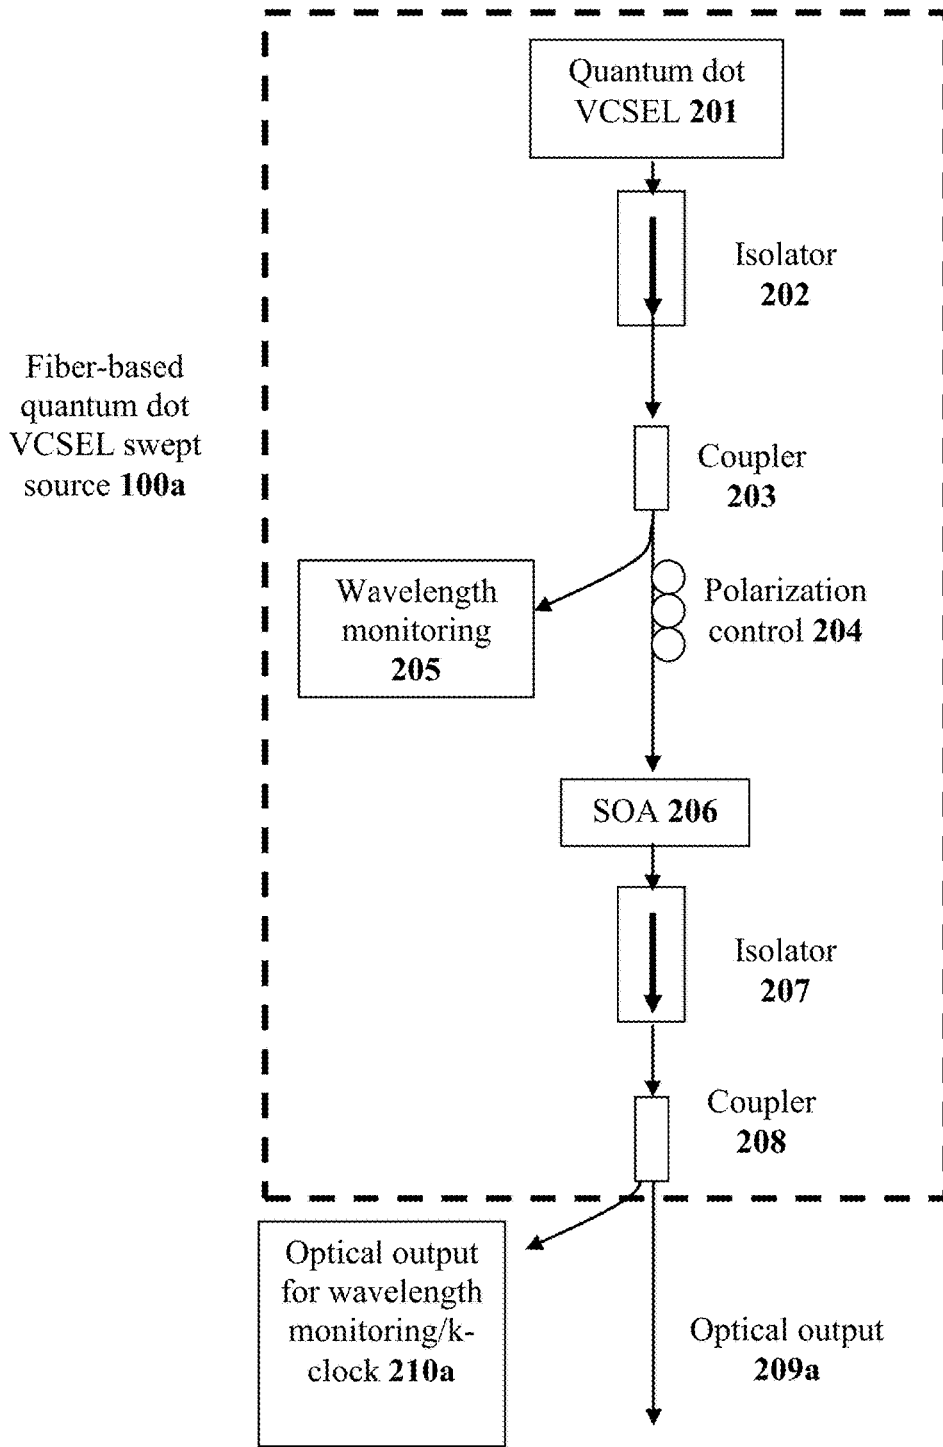 Quantum dot
VCSEL 201
Isolator
202
Fiber-based
quantum dot
VCSEL swept
source 100a
Coupler
203
Wavelength
monitoring
205
Polarization
control 204
SOA 206
Isolator
207
Coupler
208
Optical output
for wavelength
monitoring/k-
clock 210a
Optical output
209a